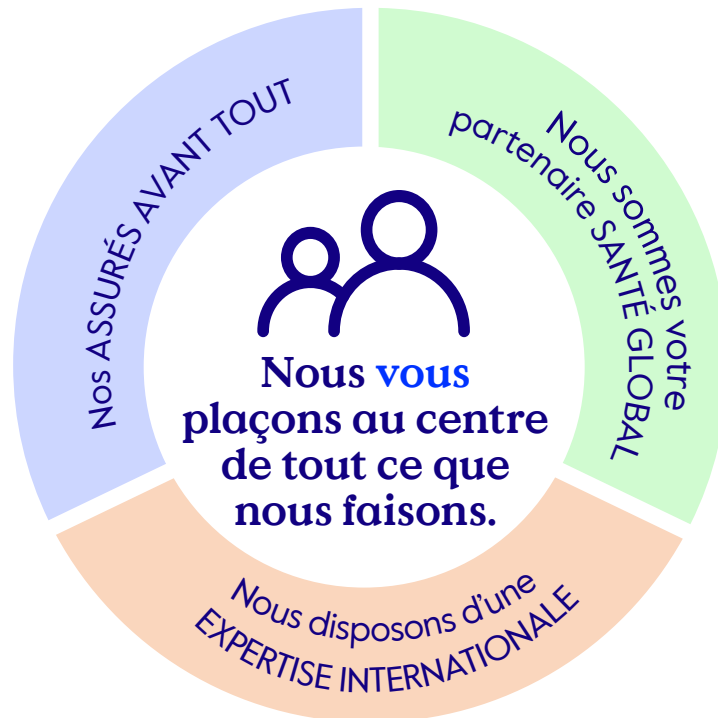 Nos ASSURÉS AVANT TOUT
Nous sommes votre
partenaire SANTÉ GLOBAL
Nous vous
plaçons au centre
de tout ce que
nous faisons.
Nous disposons d’une
EXPERTISE INTERNATIONALE